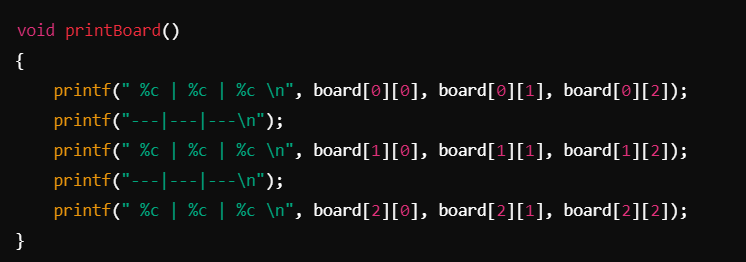 void printBoard()
{
    printf(" %c | %c | %c \n", board[0][0], board[0][1], board[0][2]);
    printf("---|---|---\n");
    printf(" %c | %c | %c \n", board[1][0], board[1][1], board[1][2]);
    printf("---|---|---\n");
    printf(" %c | %c | %c \n", board[2][0], board[2][1], board[2][2]);
}